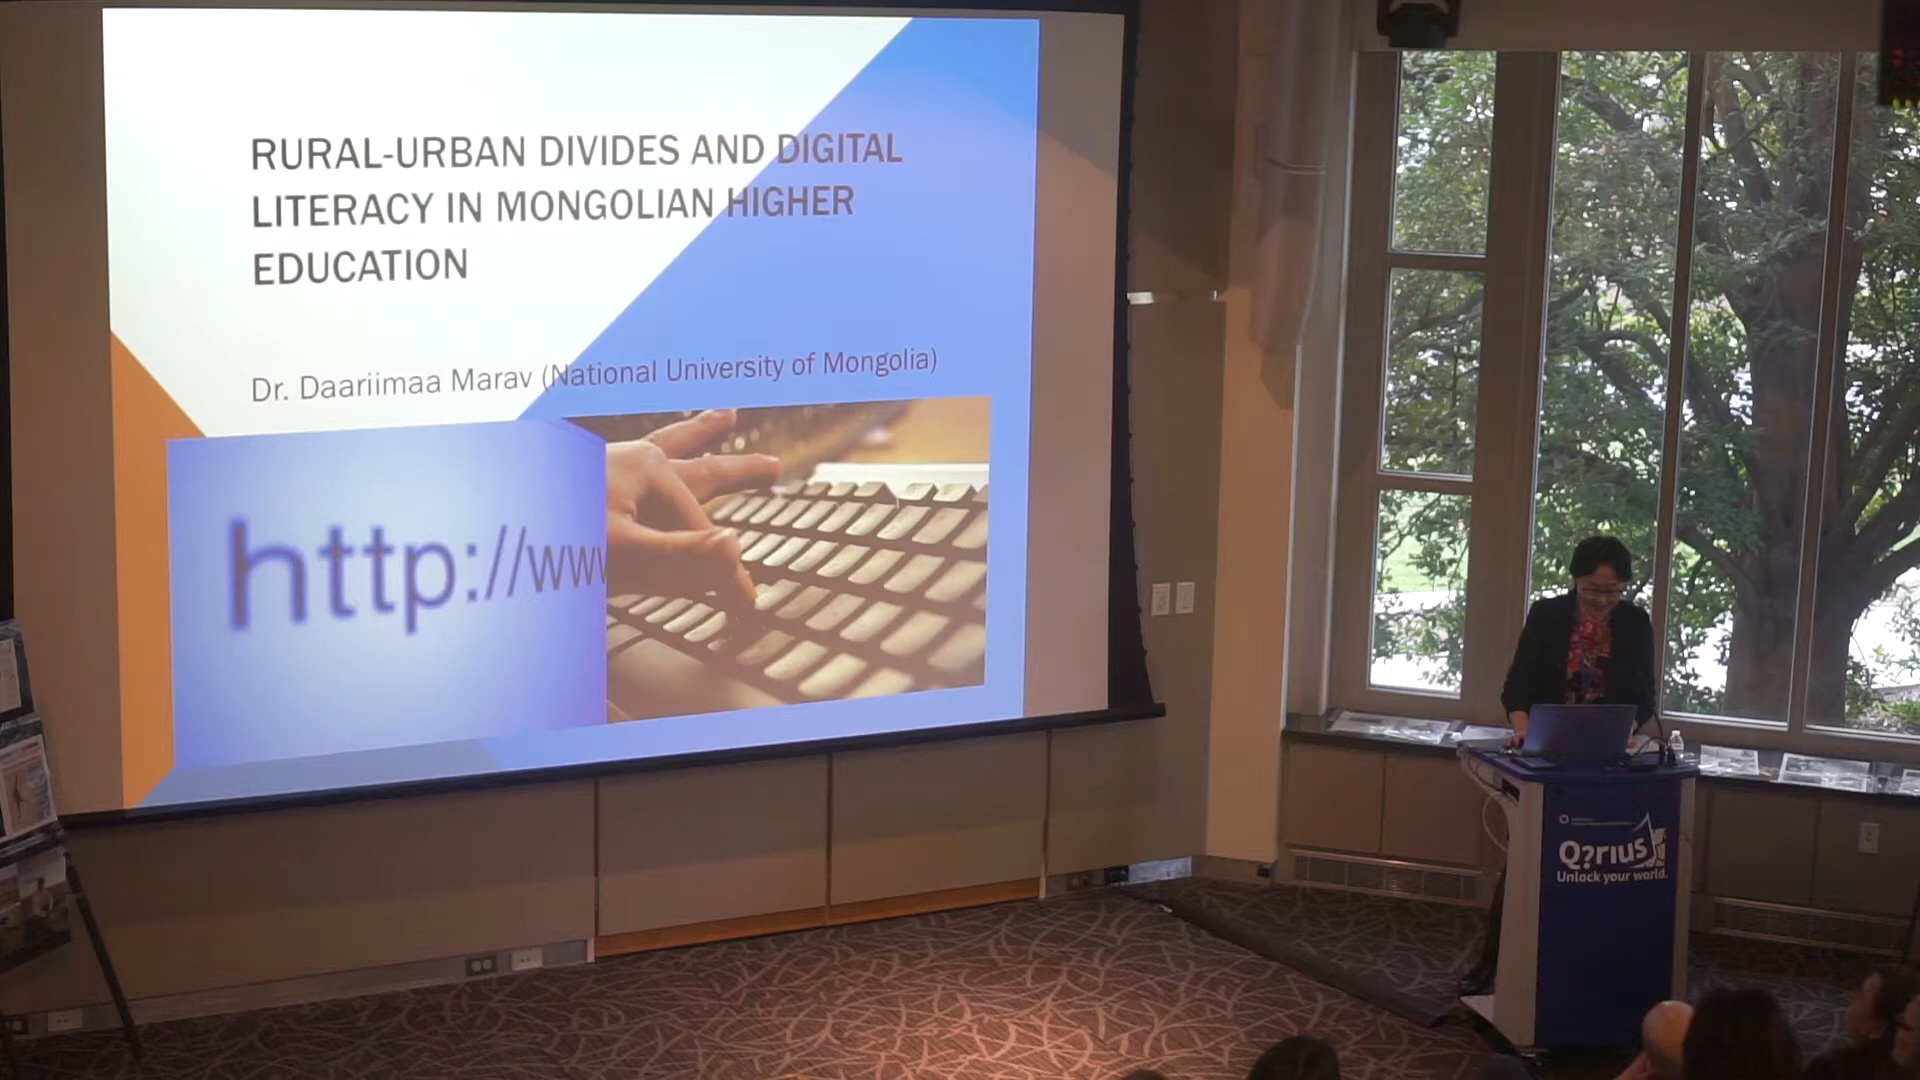 RURAL-URBAN DIVIDES AND DIGITAL
LITERACY IN MONGOLIAN HIGHER
EDUCATION
Dr. Daariimaa Marav (National University of Mongolia)
http://www
Q?rius
Unlock your world.